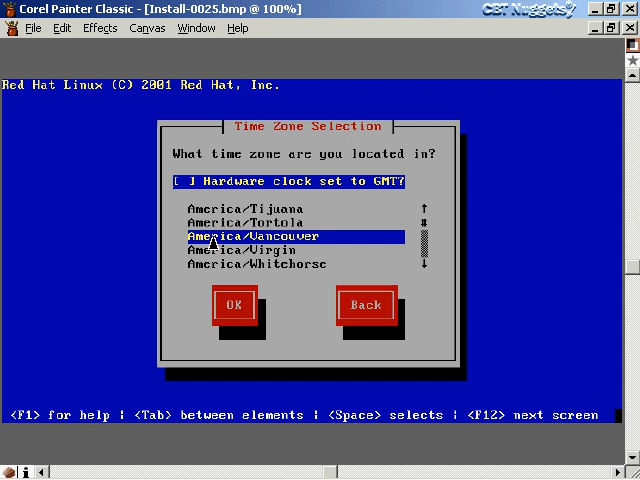 Corel Painter Classic - [Install-0025.bmp @ 100%]
CBT Nuggets
File Edit Effects Canvas Window Help
Red Hat Linux (C) 2001 Red Hat, Inc.
Time Zone Selection
What time zone are you located in?
[ ] Hardware clock set to GMT?
America/Tijuana
America/Tortola
America/Vancouver
America/Virgin
America/Whitehorse
OK Back
<F1> for help | <Tab> between elements | <Space> selects | <F12> next screen